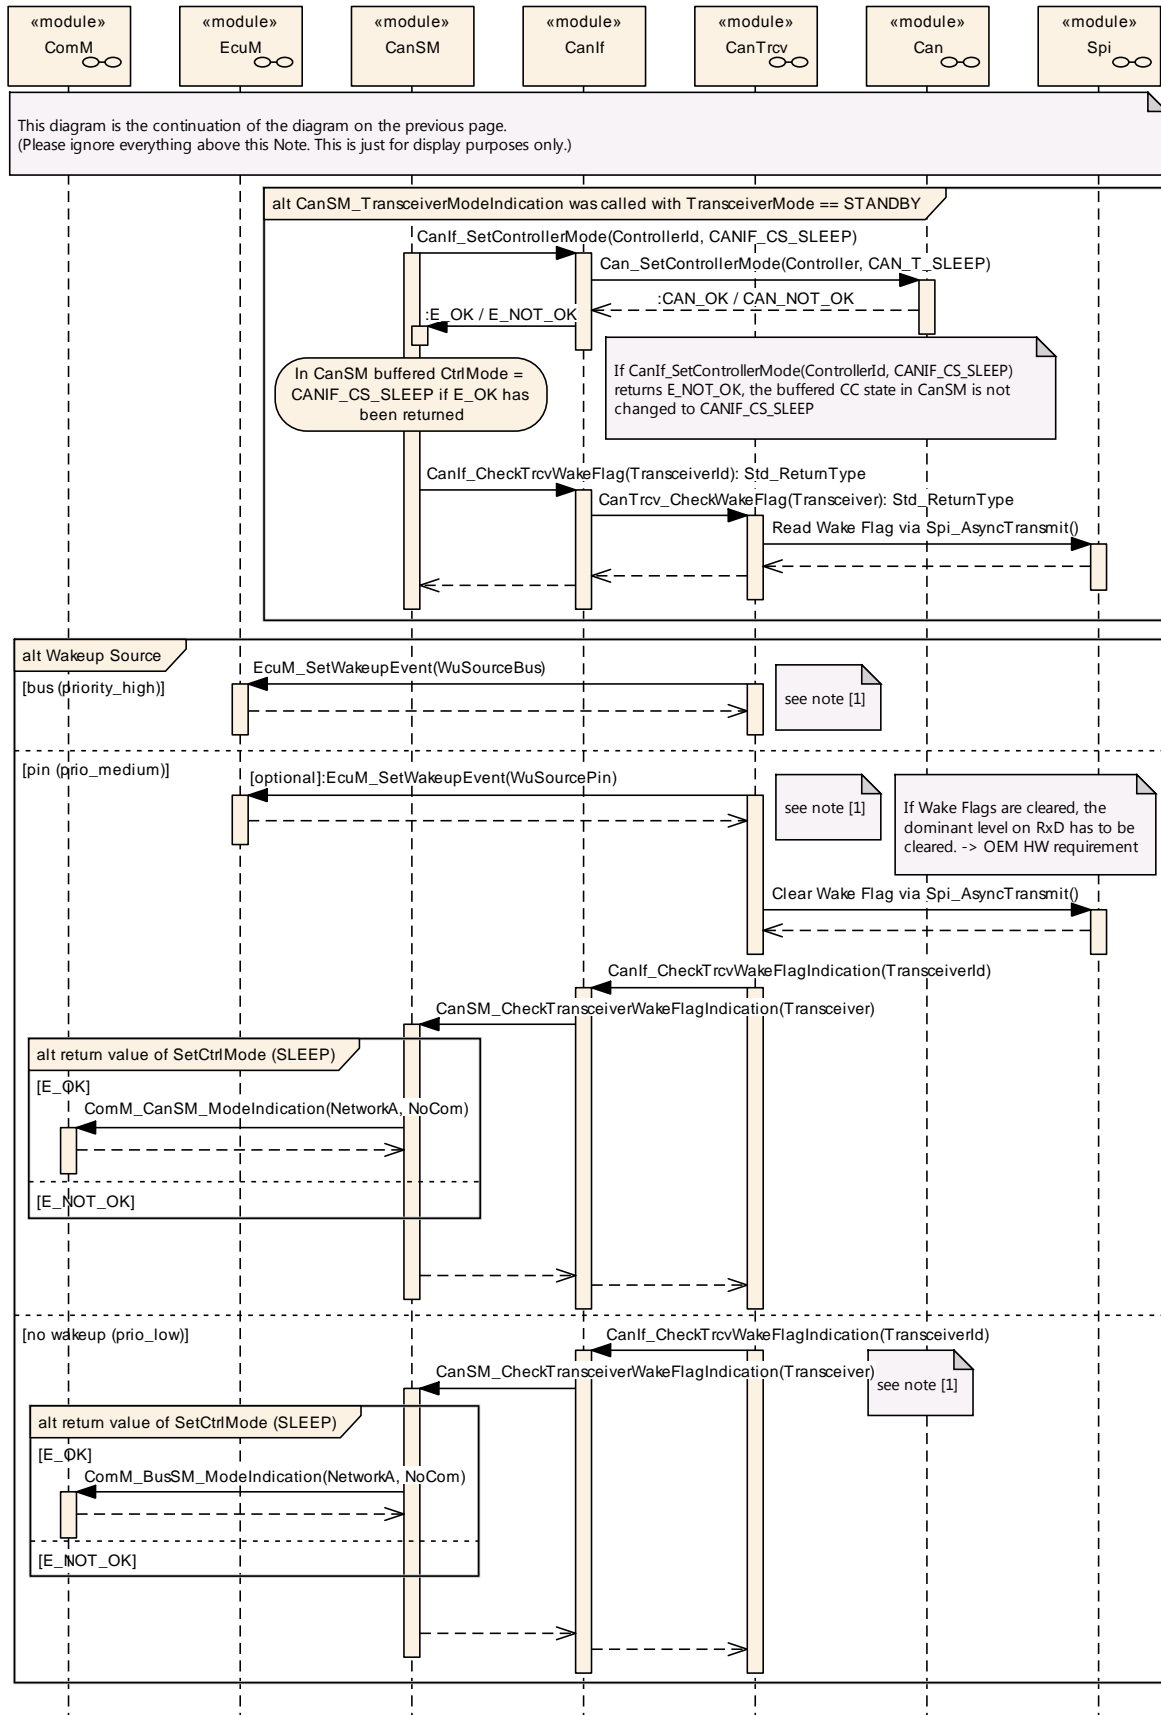 «module»
ComM
«module»
EcuM
«module»
CanSM
«module»
CanIf
«module»
CanTrcv
«module»
Can
«module»
Spi
This diagram is the continuation of the diagram on the previous page.
(Please ignore everything above this Note. This is just for display purposes only.)
alt CanSM_TransceiverModeIndication was called with TransceiverMode == STANDBY
CanIf_SetControllerMode(ControllerId, CANIF_CS_SLEEP)
Can_SetControllerMode(Controller, CAN_T_SLEEP)
:CAN_OK / CAN_NOT_OK
:E_OK / E_NOT_OK
In CanSM buffered CtrlMode =
CANIF_CS_SLEEP if E_OK has
been returned
If CanIf_SetControllerMode(ControllerId, CANIF_CS_SLEEP)
returns E_NOT_OK, the buffered CC state in CanSM is not
changed to CANIF_CS_SLEEP
CanIf_CheckTrcvWakeFlag(TransceiverId): Std_ReturnType
CanTrcv_CheckWakeFlag(Transceiver): Std_ReturnType
Read Wake Flag via Spi_AsyncTransmit()
alt Wakeup Source
EcuM_SetWakeupEvent(WuSourceBus)
[bus (priority_high)]
see note [1]
[pin (prio_medium)]
[optional]:EcuM_SetWakeupEvent(WuSourcePin)
see note [1]
If Wake Flags are cleared, the
dominant level on RxD has to be
cleared. -> OEM HW requirement
Clear Wake Flag via Spi_AsyncTransmit()
CanIf_CheckTrcvWakeFlagIndication(TransceiverId)
CanSM_CheckTransceiverWakeFlagIndication(Transceiver)
alt return value of SetCtrlMode (SLEEP)
[E_OK]
ComM_CanSM_ModeIndication(NetworkA, NoCom)
[E_NOT_OK]
[no wakeup (prio_low)]
CanIf_CheckTrcvWakeFlagIndication(TransceiverId)
CanSM_CheckTransceiverWakeFlagIndication(Transceiver)
see note [1]
alt return value of SetCtrlMode (SLEEP)
[E_OK]
ComM_BusSM_ModeIndication(NetworkA, NoCom)
[E_NOT_OK]